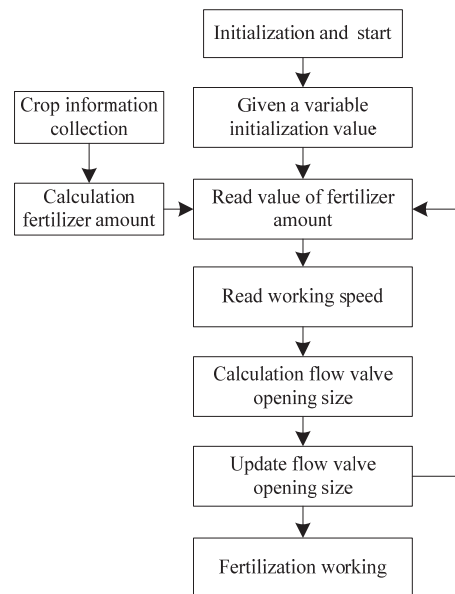 Initialization and start
Given a variable
initialization value
Crop information
collection
Calculation
fertilizer amount
Read value of fertilizer
amount
Read working speed
Calculation flow valve
opening size
Update flow valve
opening size
Fertilization working